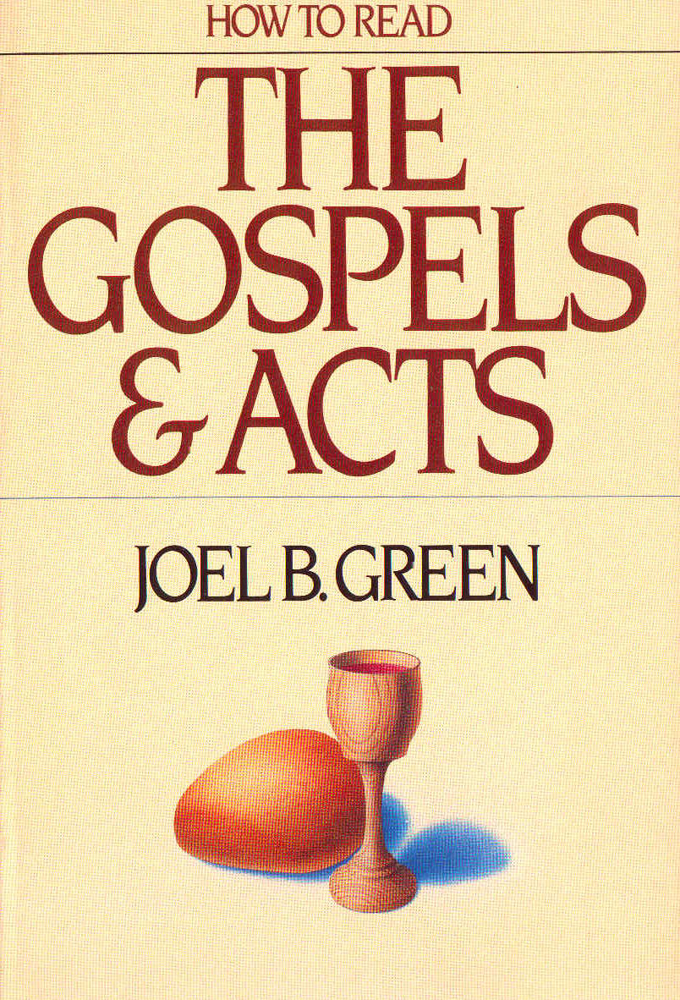 HOW TO READ
THE
GOSPELS
& ACTS
JOEL B. GREEN